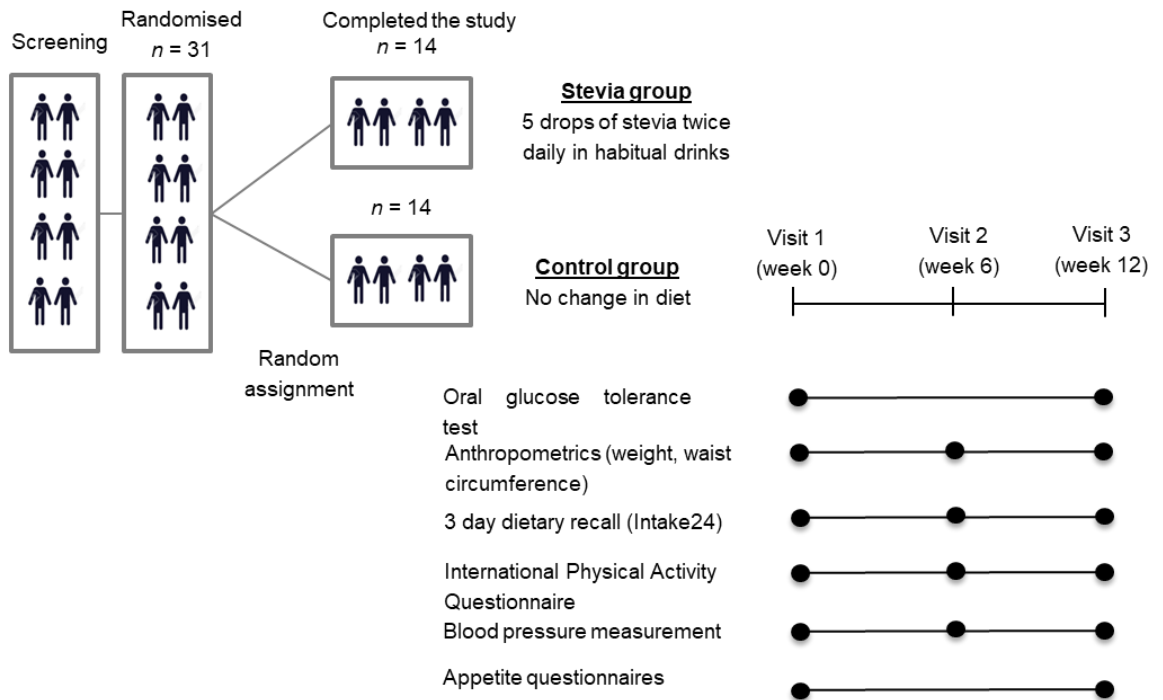 Screening
Randomised
n = 31
Completed the study
n = 14
Stevia group
5 drops of stevia twice
daily in habitual drinks
n = 14
Control group
No change in diet
Random
assignment
Visit 1
(week 0)
Visit 2
(week 6)
Visit 3
(week 12)
Oral glucose tolerance
test
Anthropometrics (weight, waist
circumference)
3 day dietary recall (Intake24)
International Physical Activity
Questionnaire
Blood pressure measurement
Appetite questionnaires